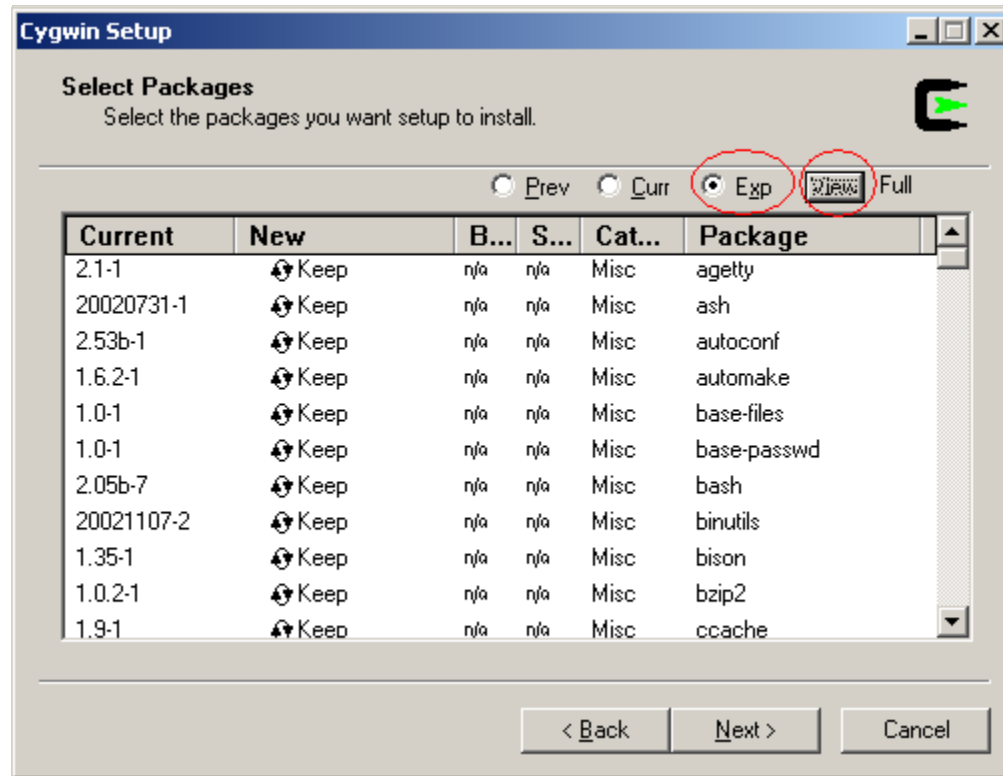 Cygwin Setup
Select Packages
Select the packages you want setup to install.
Prev Curr Exp View Full
Current New B... S... Cat... Package
2.1-1 Keep n/a n/a Misc agetty
20020731-1 Keep n/a n/a Misc ash
2.53b-1 Keep n/a n/a Misc autoconf
1.6.2-1 Keep n/a n/a Misc automake
1.0-1 Keep n/a n/a Misc base-files
1.0-1 Keep n/a n/a Misc base-passwd
2.05b-7 Keep n/a n/a Misc bash
20021107-2 Keep n/a n/a Misc binutils
1.35-1 Keep n/a n/a Misc bison
1.0.2-1 Keep n/a n/a Misc bzip2
1.9-1 Keep n/a n/a Misc ccache
< Back Next > Cancel